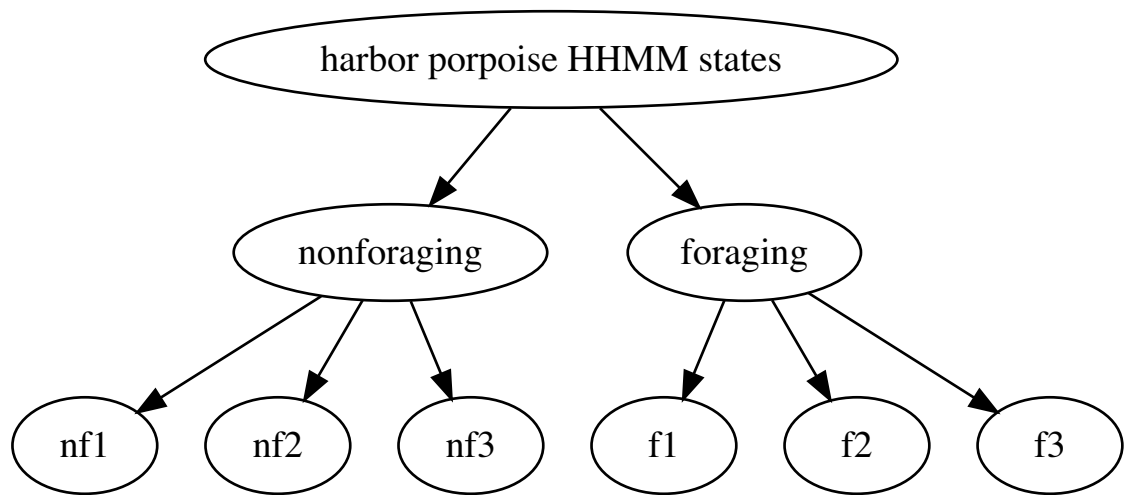 harbor porpoise HHMM states
nonforaging
foraging
nf1
nf2
nf3
f1
f2
f3